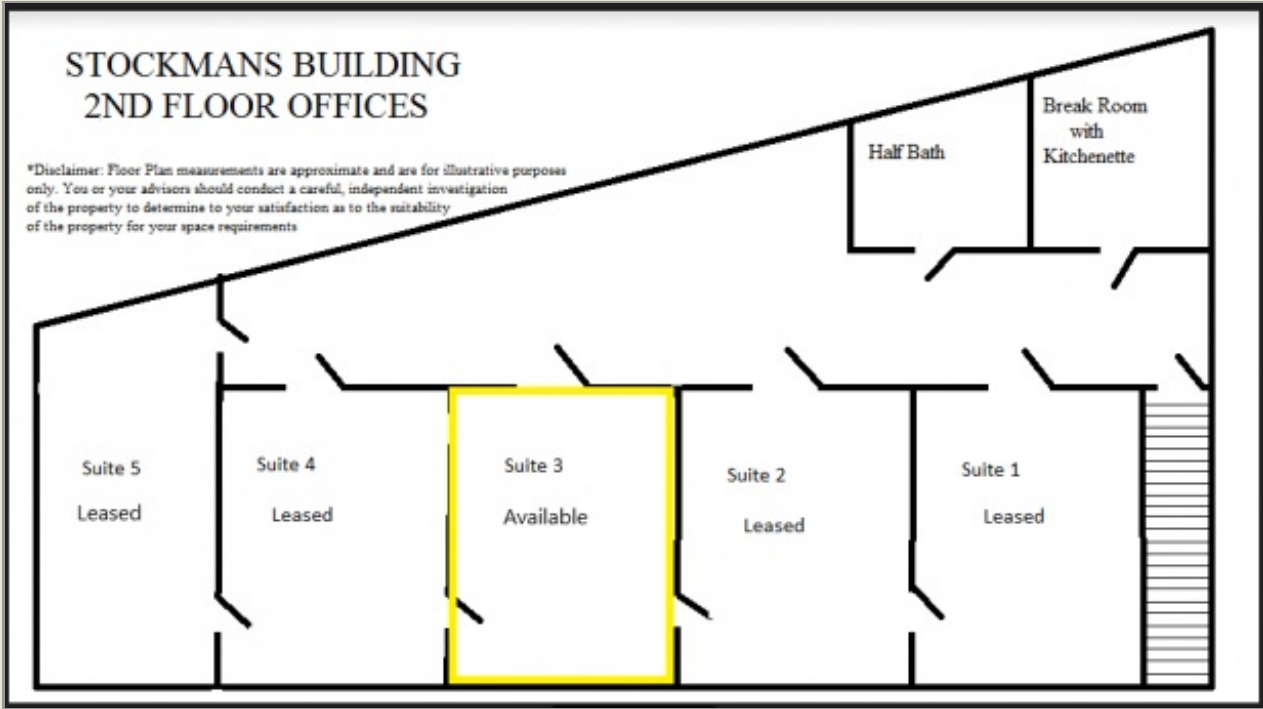 STOCKMANS BUILDING
2ND FLOOR OFFICES
*Disclaimer: Floor Plan measurements are approximate and are for illustrative purposes
only. You or your advisors should conduct a careful, independent investigation
of the property to determine to your satisfaction as to the suitability
of the property for your space requirements
Half Bath
Break Room
with
Kitchenette
Suite 5
Leased
Suite 4
Leased
Suite 3
Available
Suite 2
Leased
Suite 1
Leased